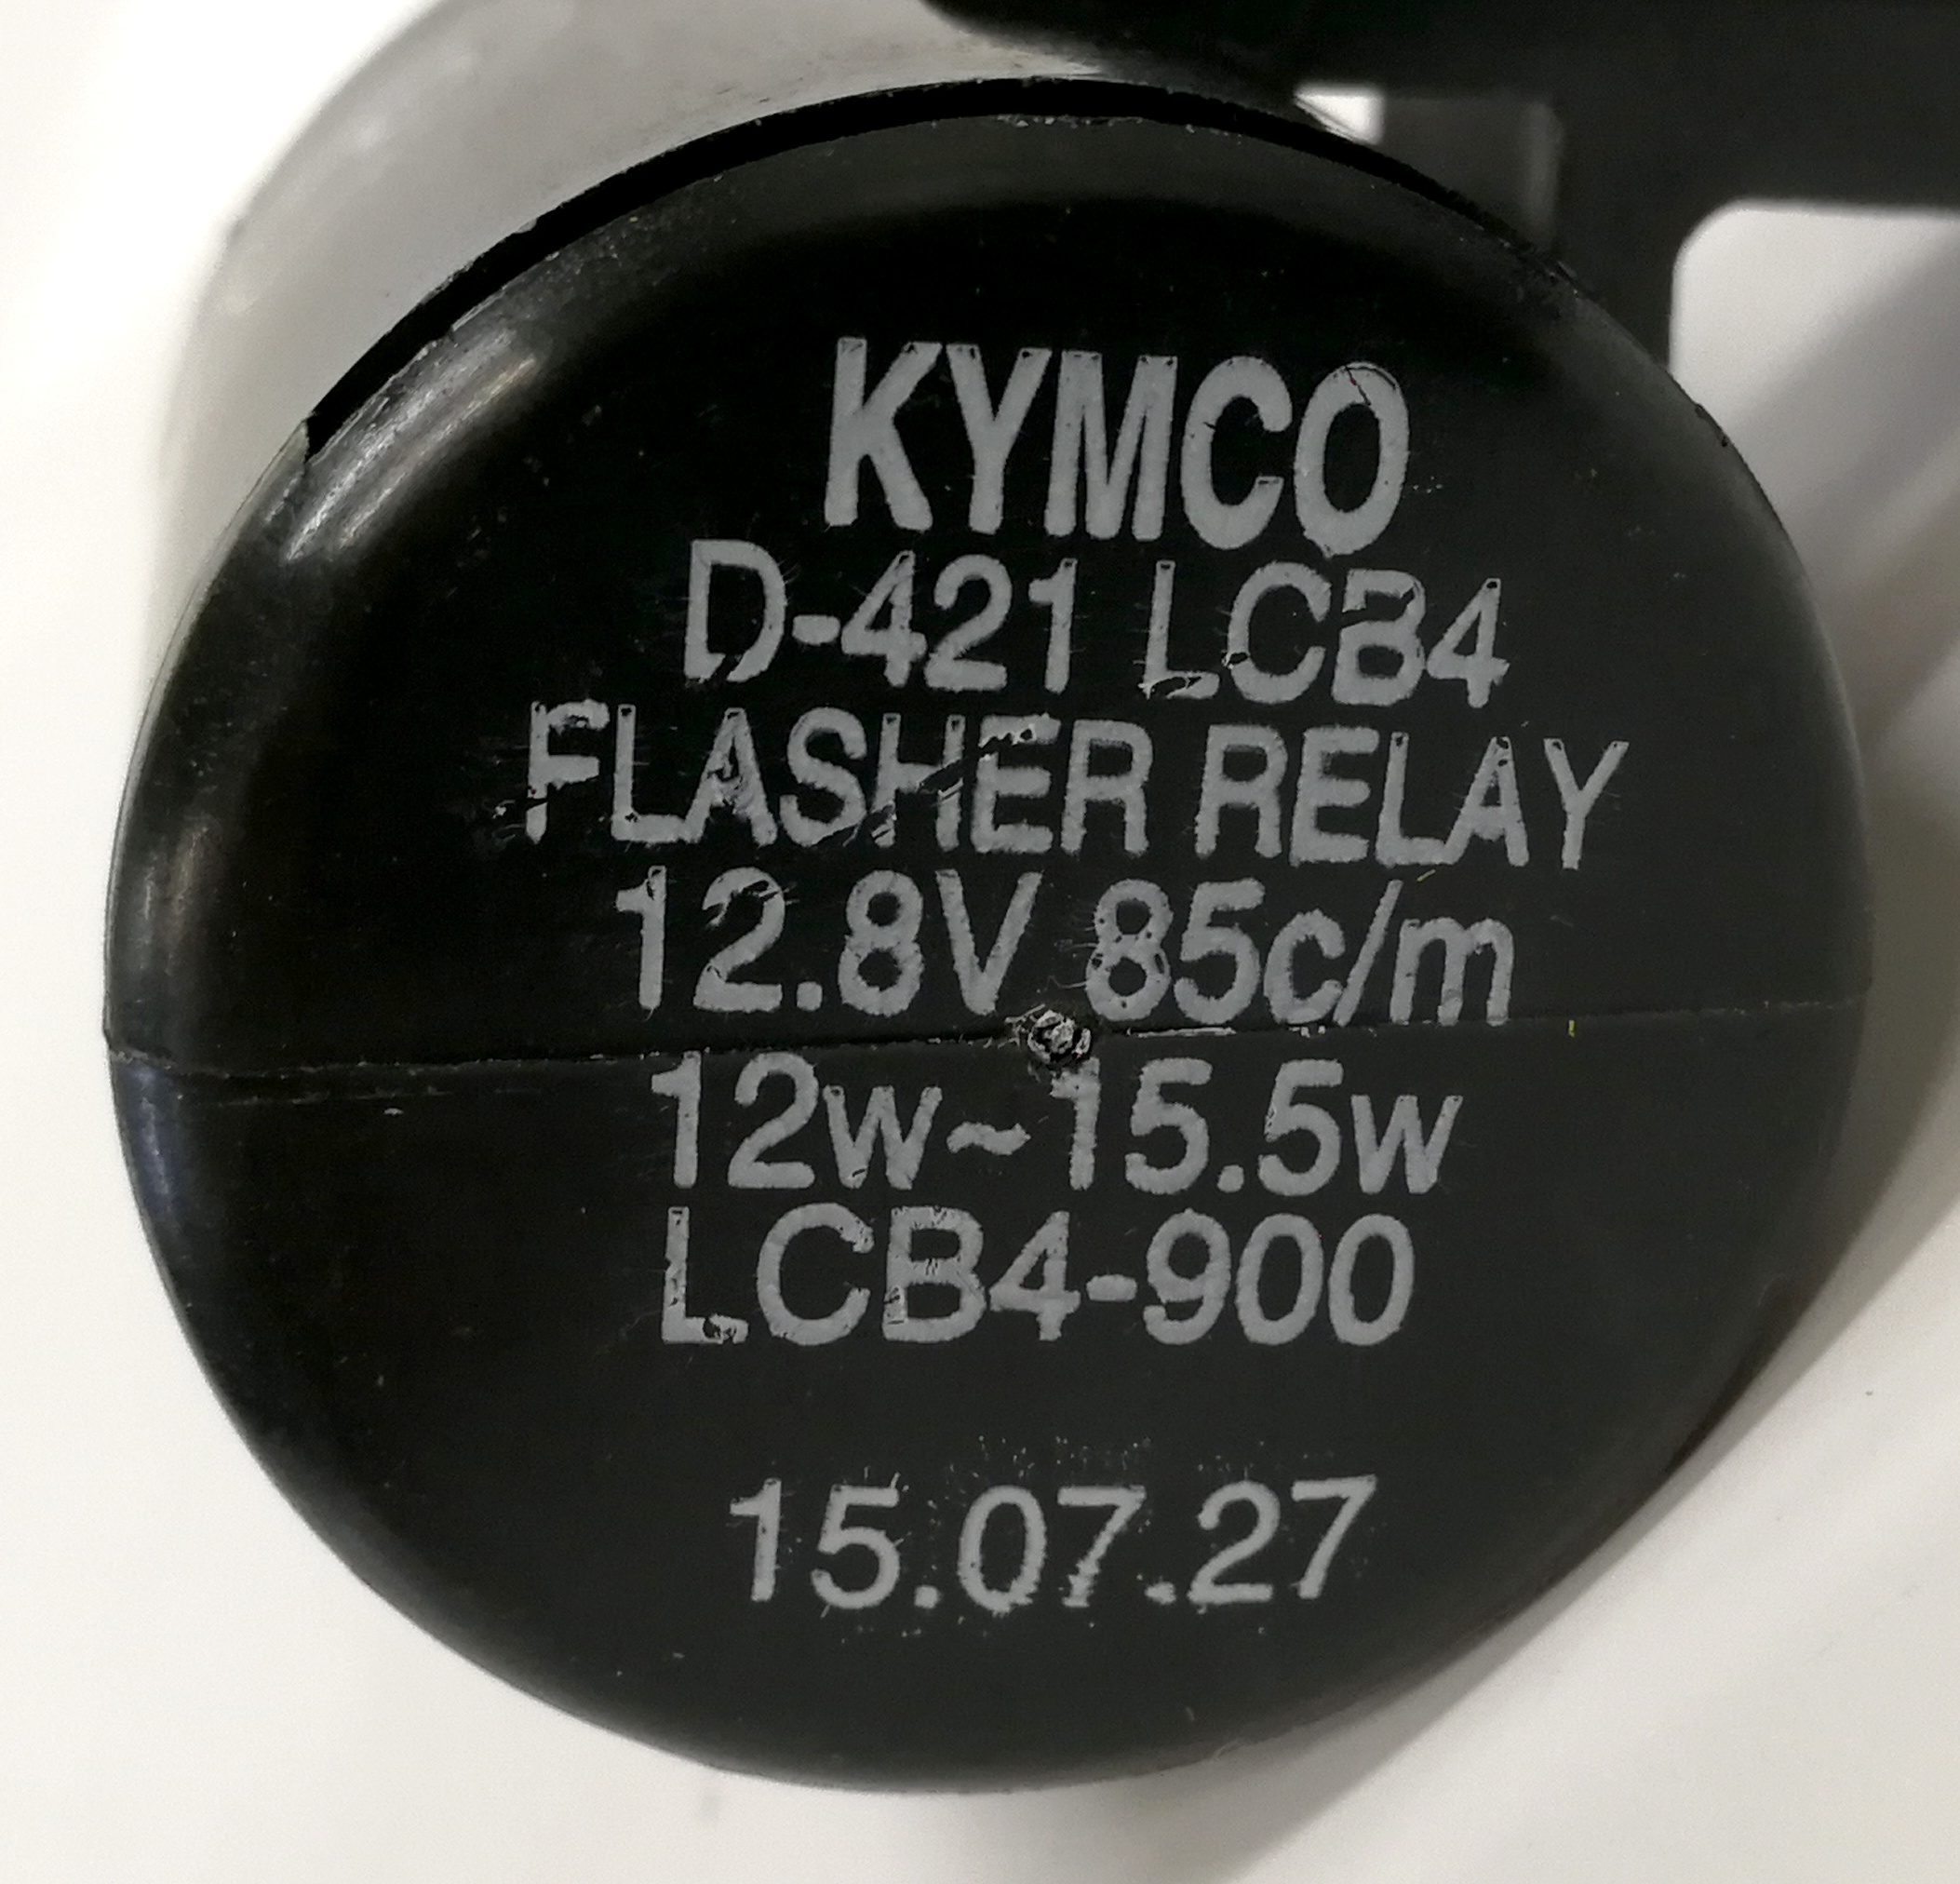 KYMCO
D-421 LCB4
FLASHER RELAY
12.8V 85c/m
12w~15.5w
LCB4-900
15.07.27